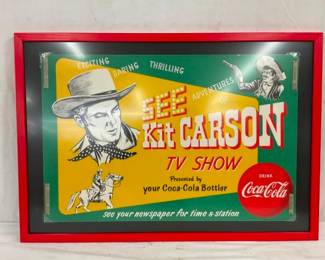 EXCITING
DARING
THRILLING
ADVENTURES
SEE
Kit CARSON
TV SHOW
Presented by
your Coca-Cola Bottler
DRINK
Coca-Cola
see your newspaper for time & station